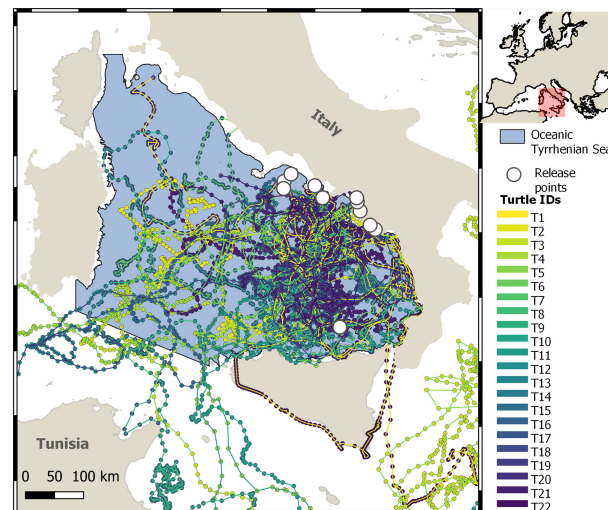 Italy
Tunisia
0 50 100 km
Oceanic
Tyrrhenian Sea
Release
points
Turtle IDs
T1
T2
T3
T4
T5
T6
T7
T8
T9
T10
T11
T12
T13
T14
T15
T16
T17
T18
T19
T20
T21
T22